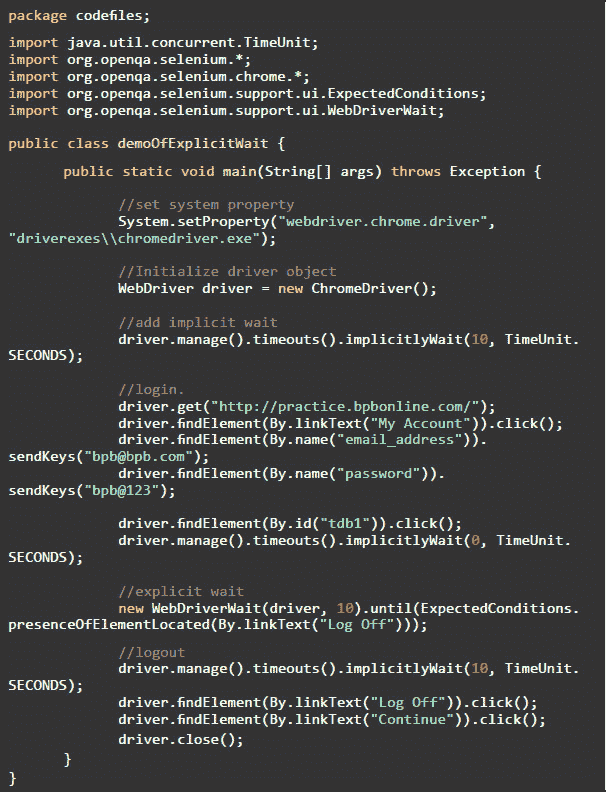 package codefiles;
import java.util.concurrent.TimeUnit;
import org.openqa.selenium.*;
import org.openqa.selenium.chrome.*;
import org.openqa.selenium.support.ui.ExpectedConditions;
import org.openqa.selenium.support.ui.WebDriverWait;
public class demoOfExplicitWait {
public static void main(String[] args) throws Exception {
//set system property
System.setProperty("webdriver.chrome.driver",
"driverexes\\chromedriver.exe");
//Initialize driver object
WebDriver driver = new ChromeDriver();
//add implicit wait
driver.manage().timeouts().implicitlyWait(10, TimeUnit.
SECONDS);
//login.
driver.get("http://practice.bpbonline.com/");
driver.findElement(By.linkText("My Account")).click();
driver.findElement(By.name("email_address")).
sendKeys("bpb@bpb.com");
driver.findElement(By.name("password")).
sendKeys("bpb@123");
driver.findElement(By.id("tdb1")).click();
driver.manage().timeouts().implicitlyWait(0, TimeUnit.
SECONDS);
//explicit wait
new WebDriverWait(driver, 10).until(ExpectedConditions.
presenceOfElementLocated(By.linkText("Log Off")));
//logout
driver.manage().timeouts().implicitlyWait(10, TimeUnit.
SECONDS);
driver.findElement(By.linkText("Log Off")).click();
driver.findElement(By.linkText("Continue")).click();
driver.close();
}
}